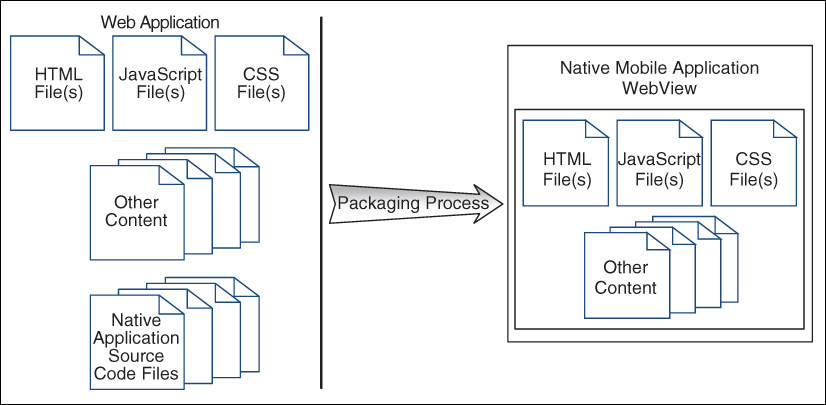 Web Application
HTML
File(s)
JavaScript
File(s)
CSS
File(s)
Other
Content
Native
Application
Source
Code Files
Packaging Process
Native Mobile Application
WebView
HTML
File(s)
JavaScript
File(s)
CSS
File(s)
Other
Content